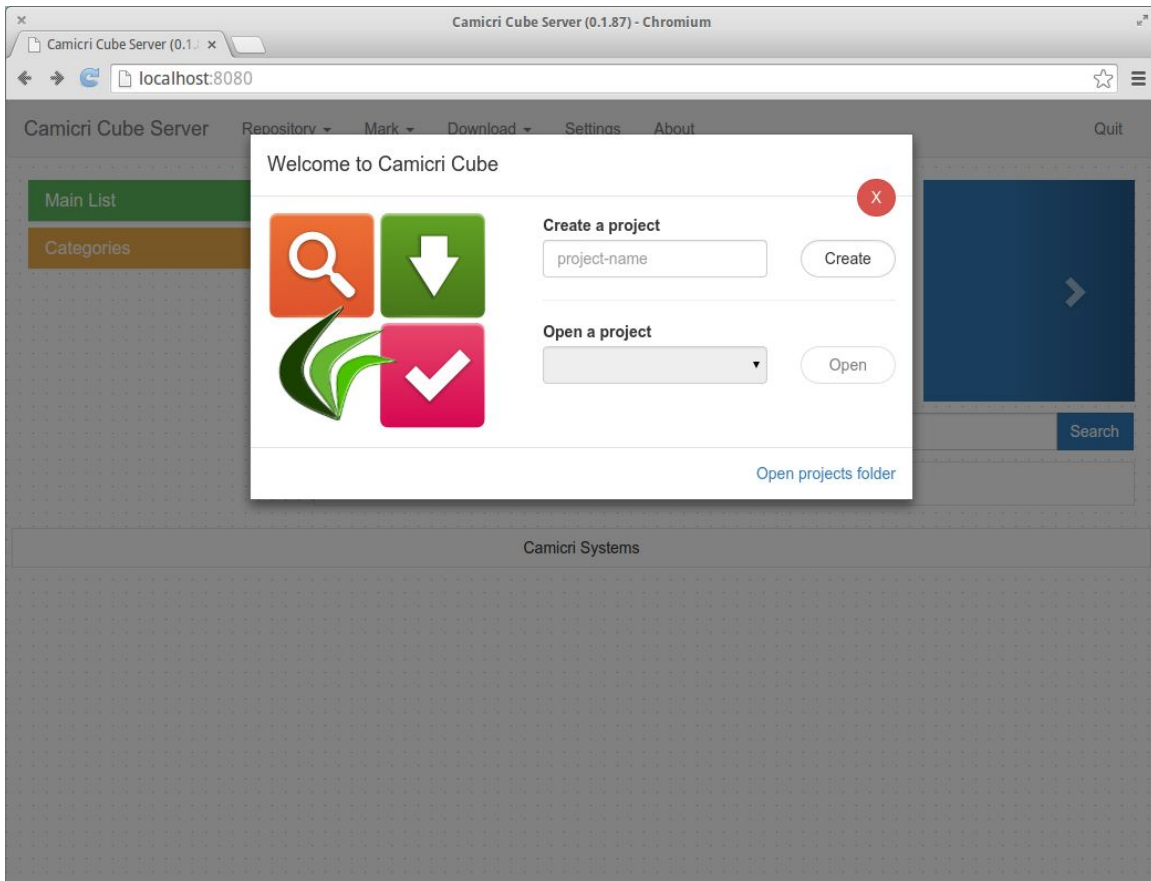 Camicri Cube Server (0.1.87) - Chromium
Camicri Cube Server (0.1.
localhost:8080
Camicri Cube Server Repository Mark Download Settings About Quit
Welcome to Camicri Cube
X
Main List
Categories
Create a project
project-name Create
Open a project
Open
Search
Open projects folder
Camicri Systems